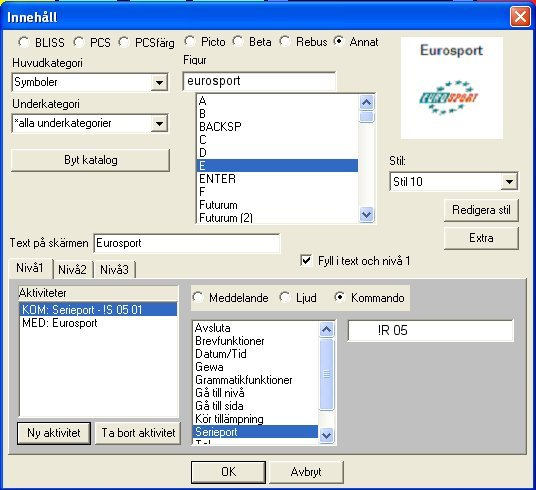 Innehåll
BLISS PCS PCSfärg Picto Beta Rebus Annat
Huvudkategori
Symboler
Underkategori
*alla underkategorier
Byt katalog
Figur
eurosport
A
B
BACKSP
C
D
E
ENTER
F
Futurum
Futurum (2)
Eurosport
EUROSPORT
Stil:
Stil 10
Redigera stil
Extra
Text på skärmen Eurosport
Fyll i text och nivå 1
Nivå1 Nivå2 Nivå3
Aktiviteter
KOM: Serieport - !S 05 01
MED: Eurosport
Ny aktivitet Ta bort aktivitet
Meddelande Ljud Kommando
Avsluta
Brevfunktioner
Datum/Tid
Gewa
Grammatikfunktioner
Gå till nivå
Gå till sida
Kör tillämpning
Serieport
!R 05
OK Avbryt